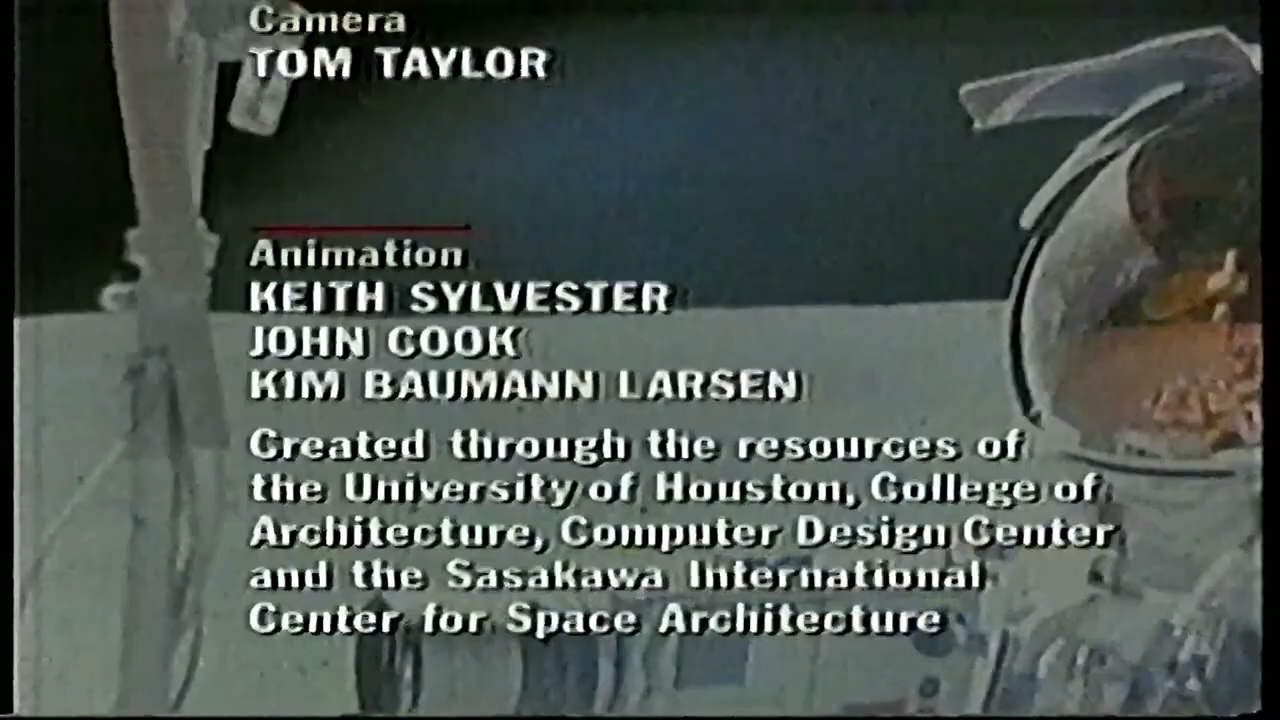 Camera
TOM TAYLOR
Animation
KEITH SYLVESTER
JOHN COOK
KIM BAUMANN LARSEN
Created through the resources of
the University of Houston, College of
Architecture, Computer Design Center
and the Sasakawa International
Center for Space Architecture